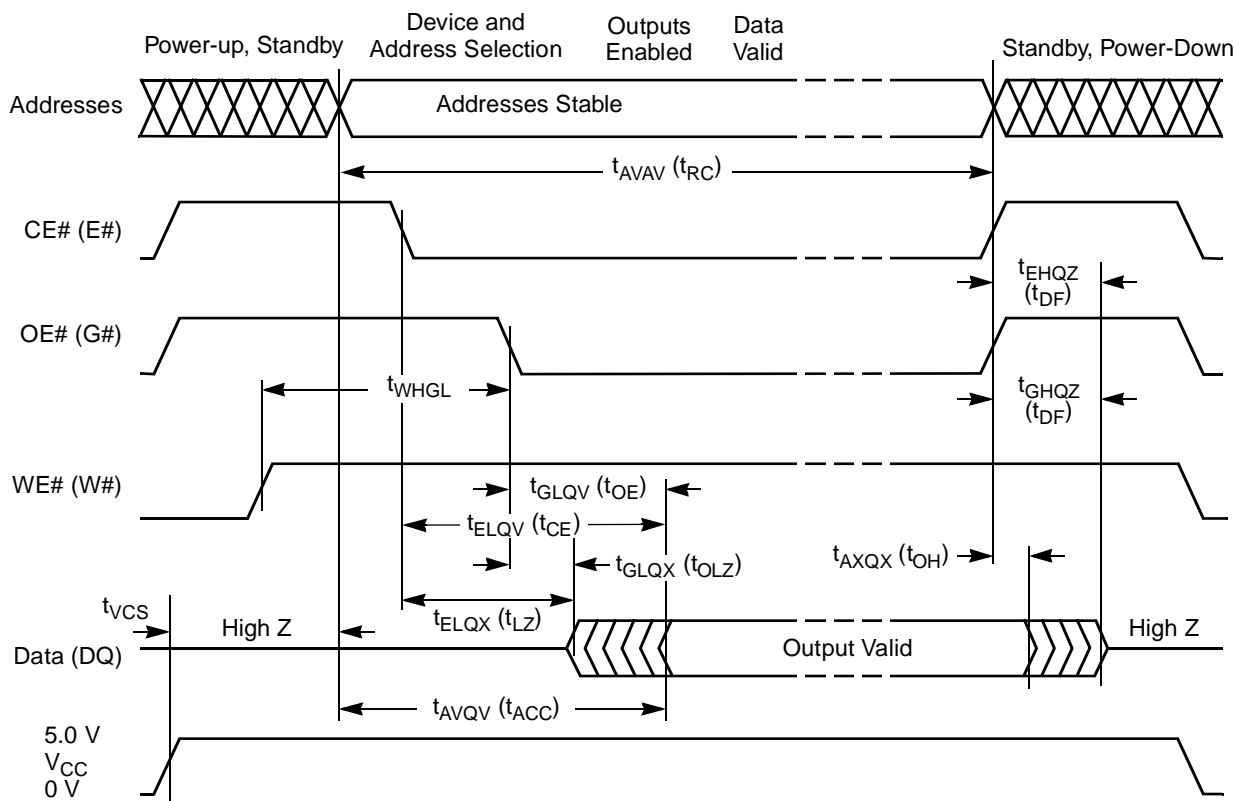 Power-up, Standby
Device and
Address Selection
Outputs
Enabled
Data
Valid
Standby, Power-Down
Addresses
Addresses Stable
tAVAV (tRC)
CE# (E#)
tEHQZ
(tDF)
OE# (G#)
tWHGL
tGHQZ
(tDF)
WE# (W#)
tGLQV (tOE)
tELQV (tCE)
tGLQX (tOLZ)
tAXQX (tOH)
tVCS
tELQX (tLZ)
High Z
High Z
Data (DQ)
Output Valid
tAVQV (tACC)
5.0 V
VCC
0 V